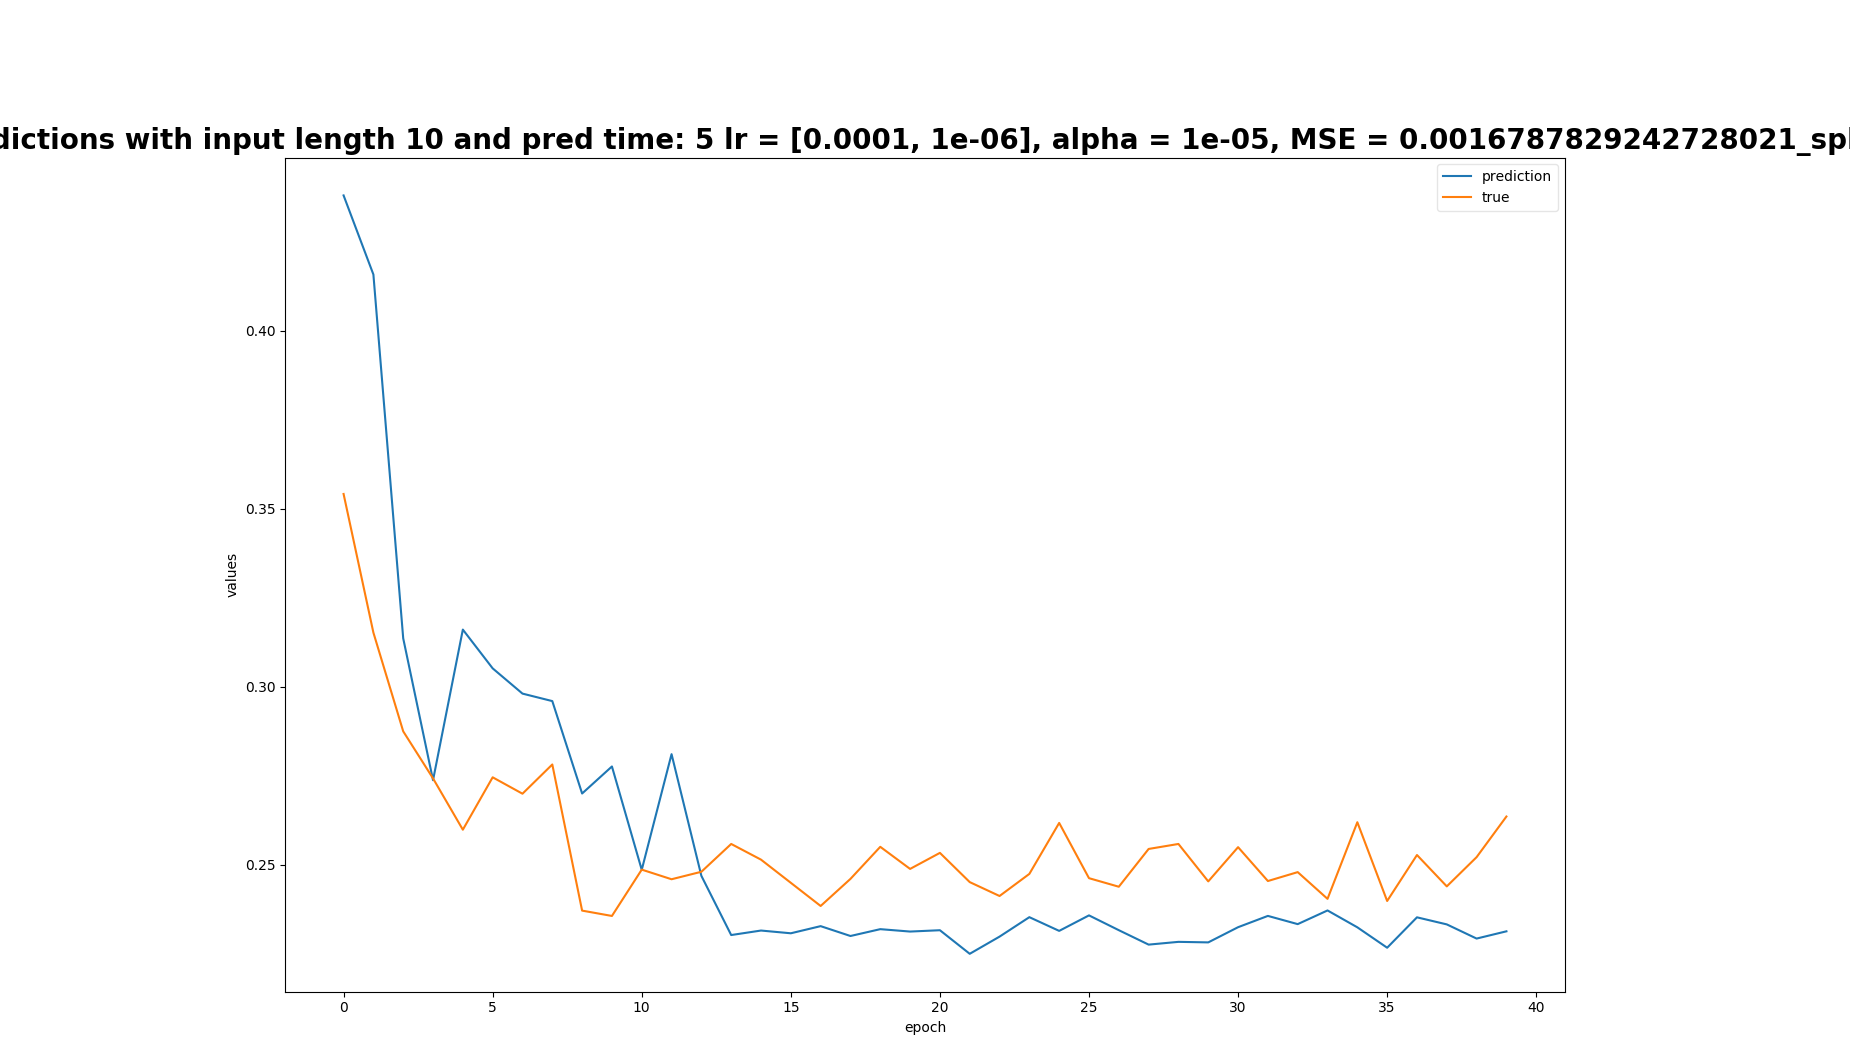 dictions with input length 10 and pred time: 5 lr = [0.0001, 1e-06], alpha = 1e-05, MSE = 0.0016787829242728021_spl
prediction
true
0.40
0.35
values
0.30
0.25
0 5 10 15 20 25 30 35 40
epoch